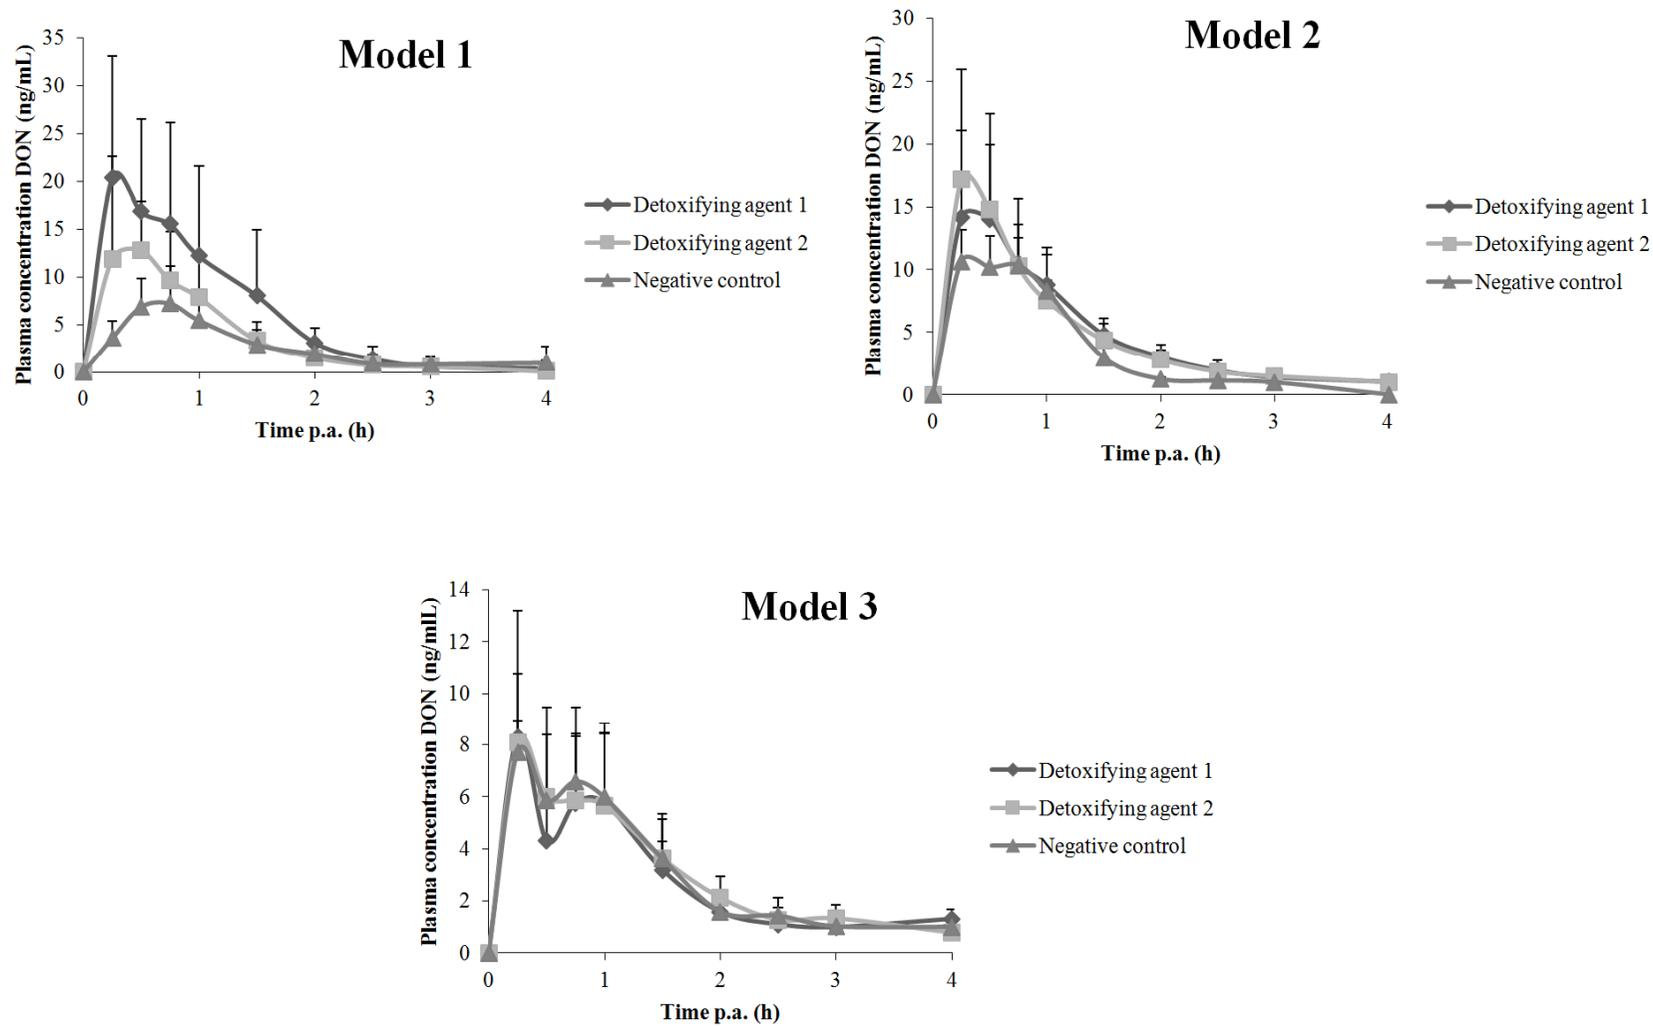 Model 1
Plasma concentration DON (ng/mL)
35
30
25
20
15
10
5
0
0 1 2 3 4
Time p.a. (h)
Detoxifying agent 1
Detoxifying agent 2
Negative control
Model 2
Plasma concentration DON (ng/mL)
30
25
20
15
10
5
0
0 1 2 3 4
Time p.a. (h)
Detoxifying agent 1
Detoxifying agent 2
Negative control
Model 3
Plasma concentration DON (ng/mlL)
14
12
10
8
6
4
2
0
0 1 2 3 4
Time p.a. (h)
Detoxifying agent 1
Detoxifying agent 2
Negative control